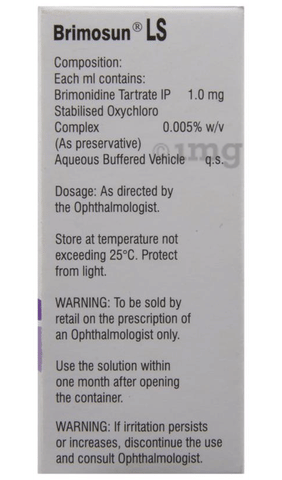 Brimosun® LS
Composition:
Each ml contains:
Brimonidine Tartrate IP 1.0 mg
Stabilised Oxychloro
Complex 0.005% w/v
(As preservative)
Aqueous Buffered Vehicle q.s.
1mg
Dosage: As directed by
the Ophthalmologist.
Store at temperature not
exceeding 25°C. Protect
from light.
WARNING: To be sold by
retail on the prescription of
an Ophthalmologist only.
Use the solution within
one month after opening
the container.
WARNING: If irritation persists
or increases, discontinue the use
and consult Ophthalmologist.